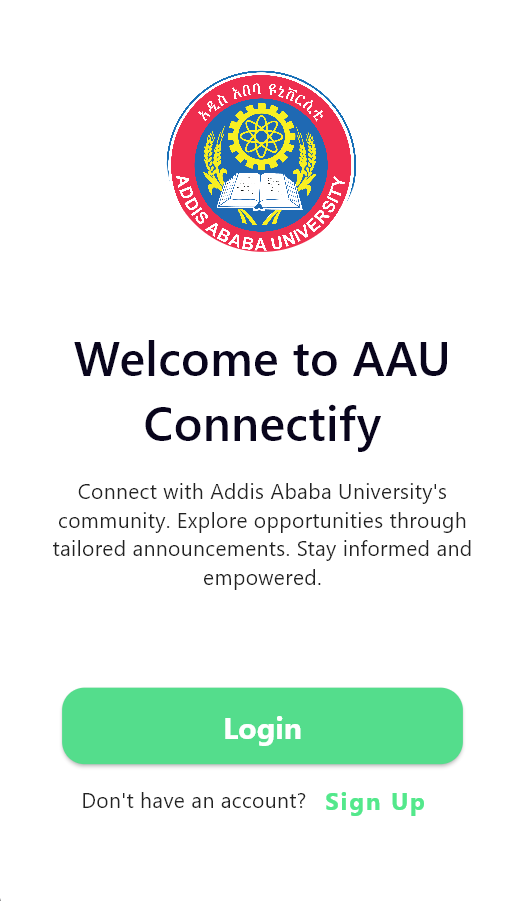 አዲስ አበባ ዩኒቨርሲቲ
ADDIS ABABA UNIVERSITY
Welcome to AAU
Connectify
Connect with Addis Ababa University's
community. Explore opportunities through
tailored announcements. Stay informed and
empowered.
Login
Don't have an account? Sign Up